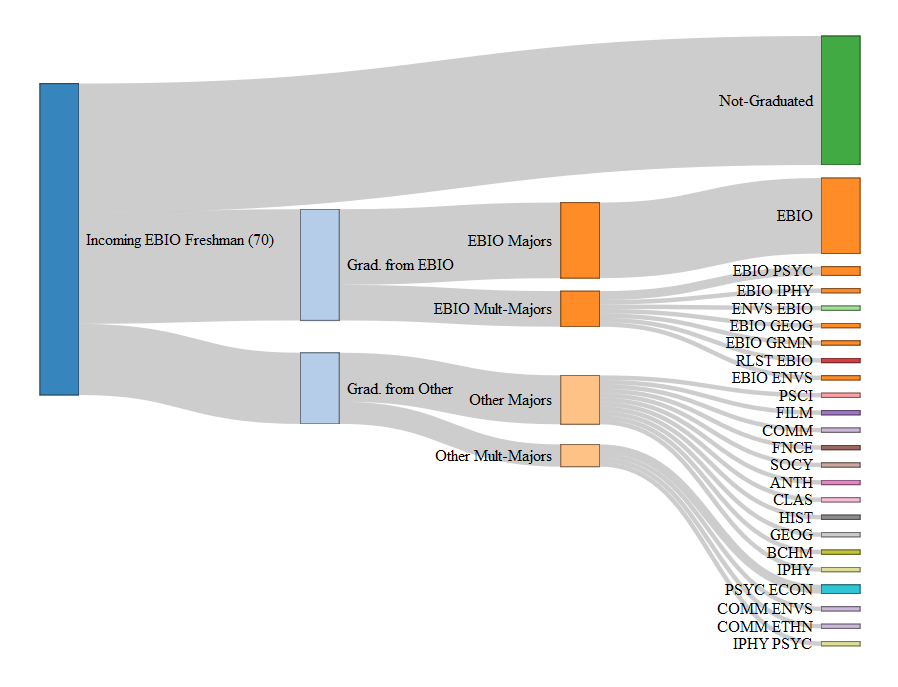 Not-Graduated
EBIO
Incoming EBIO Freshman (70)
EBIO Majors
Grad. from EBIO
EBIO PSYC
EBIO IPHY
EBIO Mult-Majors
ENVS EBIO
EBIO GEOG
EBIO GRMN
RLST EBIO
EBIO ENVS
Grad. from Other
PSCI
Other Majors
FILM
COMM
FNCE
Other Mult-Majors
SOCY
ANTH
CLAS
HIST
GEOG
BCHM
IPHY
PSYC ECON
COMM ENVS
COMM ETHN
IPHY PSYC